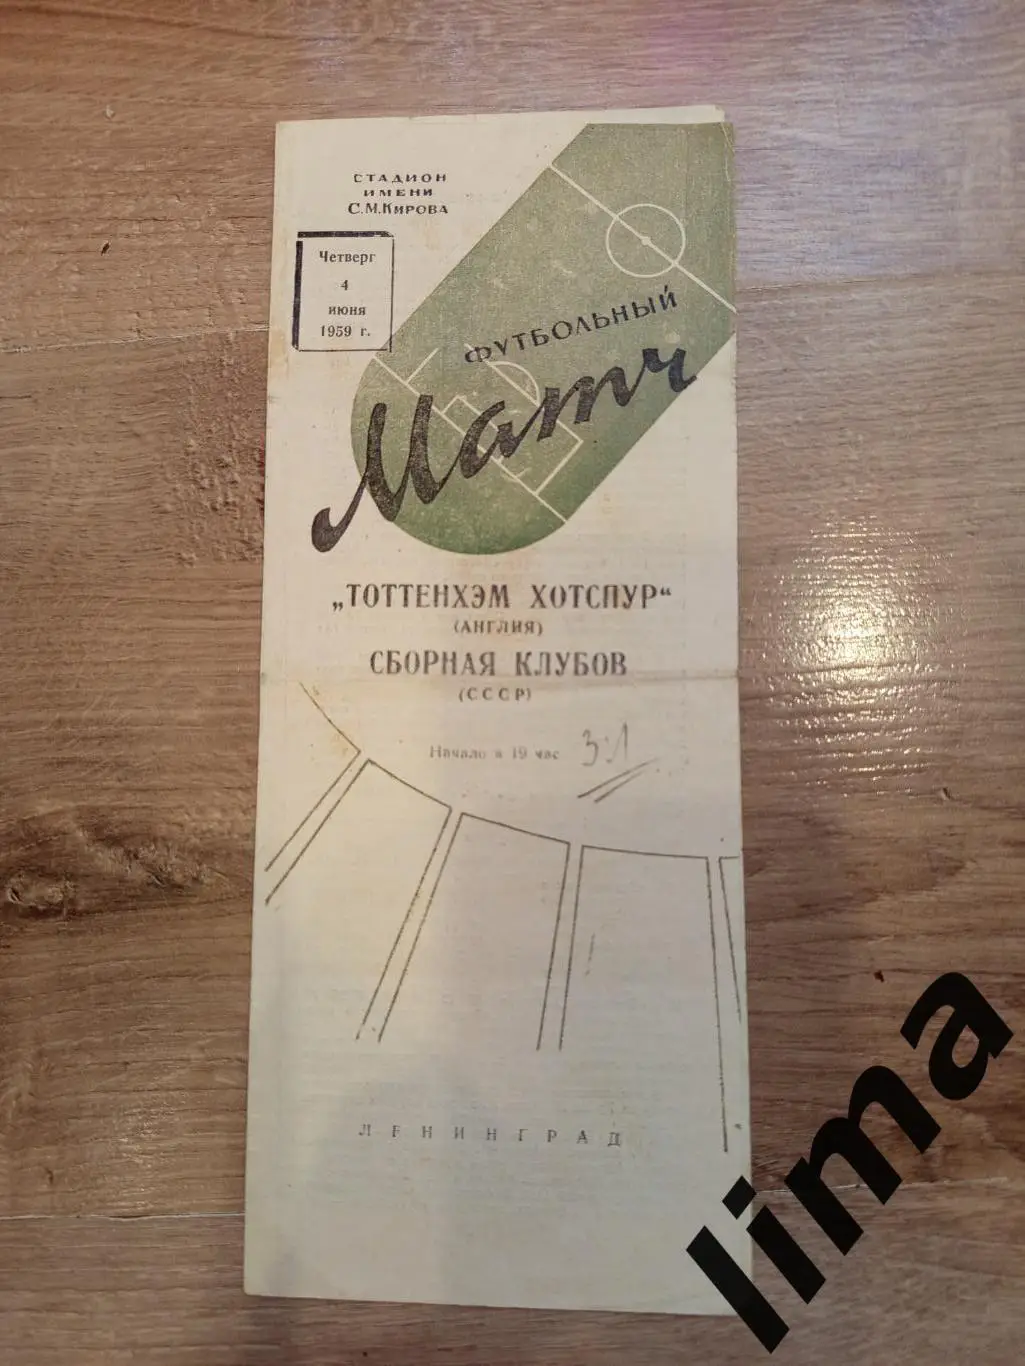 СТАДИОН
ИМЕНИ
С.М.КИРОВА
Четверг
4
июня
1959 г.
ФУТБОЛЬНЫЙ
Матч
„ТОТТЕНХЭМ ХОТСПУР“
(АНГЛИЯ)
СБОРНАЯ КЛУБОВ
(СССР)
Начало в 19 час
3:1
ЛЕНИНГРАД
lima